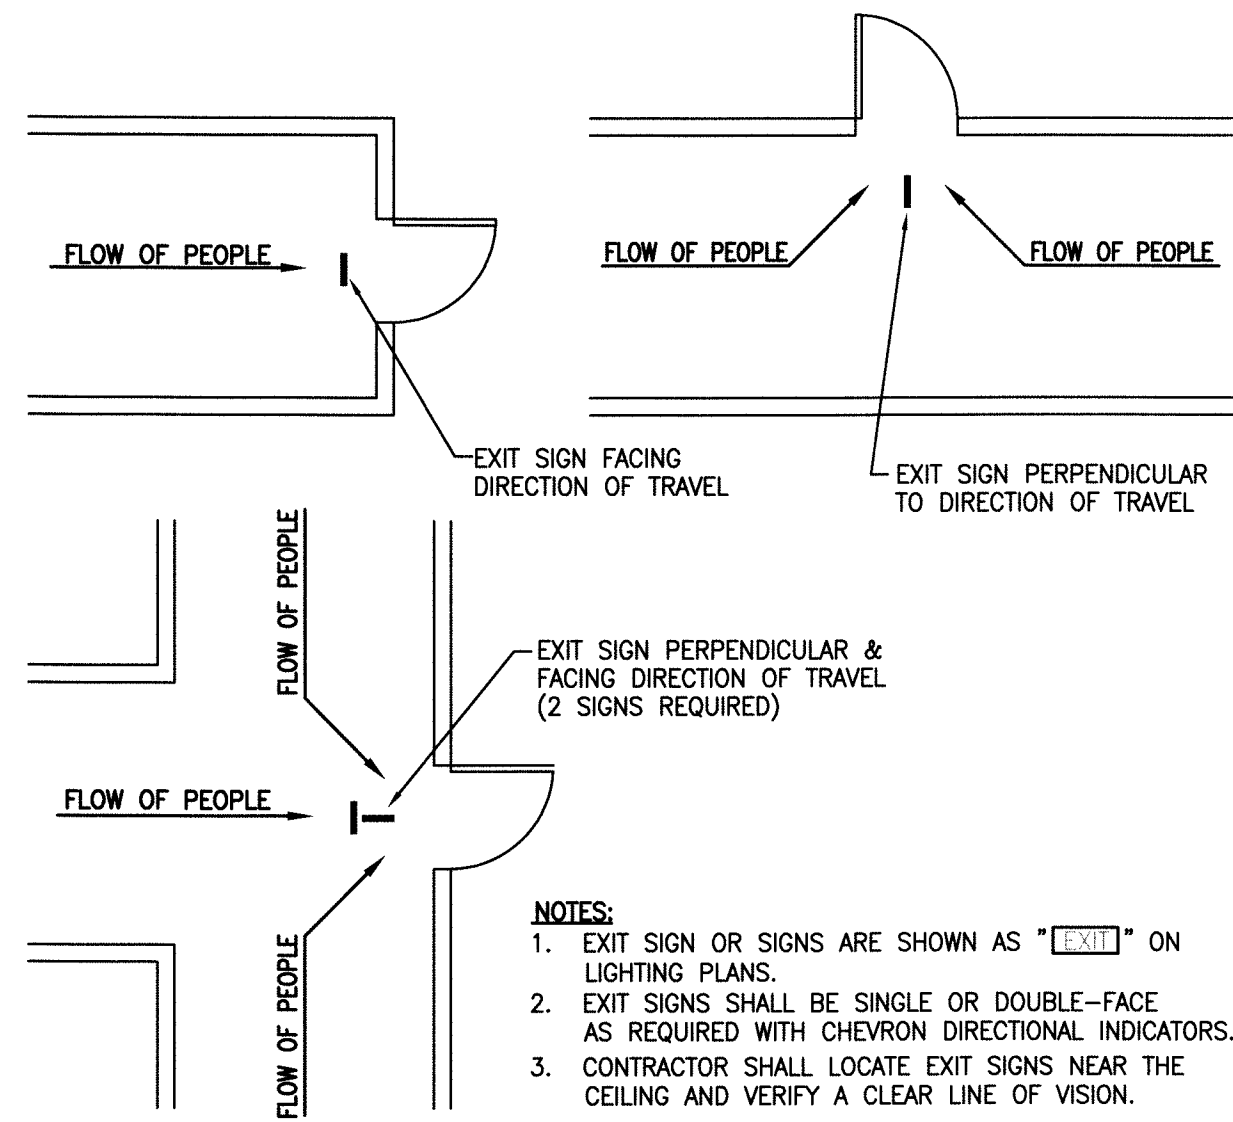 FLOW OF PEOPLE
FLOW OF PEOPLE
FLOW OF PEOPLE
EXIT SIGN FACING
DIRECTION OF TRAVEL
EXIT SIGN PERPENDICULAR
TO DIRECTION OF TRAVEL
FLOW OF PEOPLE
EXIT SIGN PERPENDICULAR &
FACING DIRECTION OF TRAVEL
(2 SIGNS REQUIRED)
FLOW OF PEOPLE
FLOW OF PEOPLE
NOTES:
1. EXIT SIGN OR SIGNS ARE SHOWN AS "EXIT" ON
LIGHTING PLANS.
2. EXIT SIGNS SHALL BE SINGLE OR DOUBLE-FACE
AS REQUIRED WITH CHEVRON DIRECTIONAL INDICATORS.
3. CONTRACTOR SHALL LOCATE EXIT SIGNS NEAR THE
CEILING AND VERIFY A CLEAR LINE OF VISION.